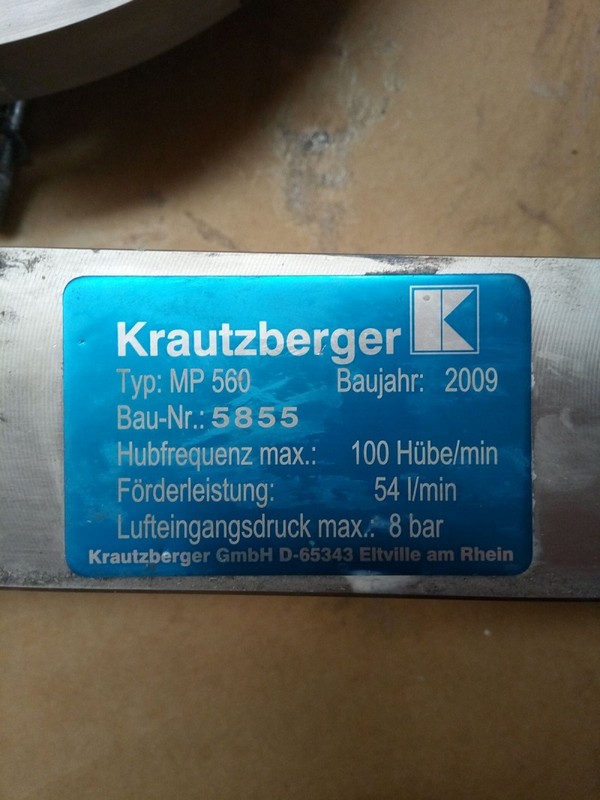 Krautzberger
Typ: MP 560 Baujahr: 2009
Bau-Nr.: 5855
Hubfrequenz max.: 100 Hübe/min
Förderleistung: 54 l/min
Lufteingangsdruck max.: 8 bar
Krautzberger GmbH D-65343 Eltville am Rhein